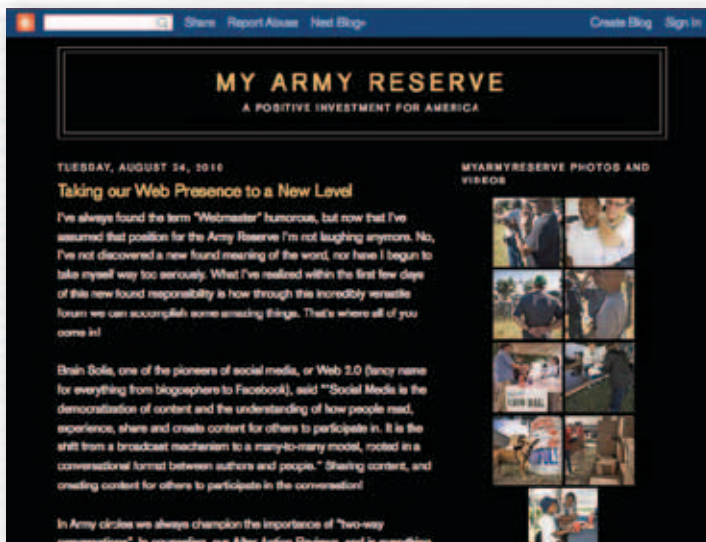 Share Report Abuse Next Blog» Create Blog Sign In
MY ARMY RESERVE
A POSITIVE INVESTMENT FOR AMERICA
TUESDAY, AUGUST 24, 2010
Taking our Web Presence to a New Level
I've always found the term "Webmaster" humorous, but now that I've
assumed that position for the Army Reserve I'm not laughing anymore. No,
I've not discovered a new found meaning of the word, nor have I begun to
take myself way too seriously. What I've realized within the first few days
of this new found responsibility is how through this incredibly versatile
forum we can accomplish some amazing things. That's where all of you
come in!
Brain Solis, one of the pioneers of social media, or Web 2.0 (fancy name
for everything from blogosphere to Facebook), said ""Social Media is the
democratization of content and the understanding of how people read,
experience, share and create content for others to participate in. It is the
shift from a broadcast mechanism to a many-to-many model, rooted in a
conversational format between authors and people." Sharing content, and
creating content for others to participate in the conversation!
In Army circles we always champion the importance of "two-way
conversations". In counseling, our After Action Reviews, and in everything
MYARMYRESERVE PHOTOS AND
VIDEOS